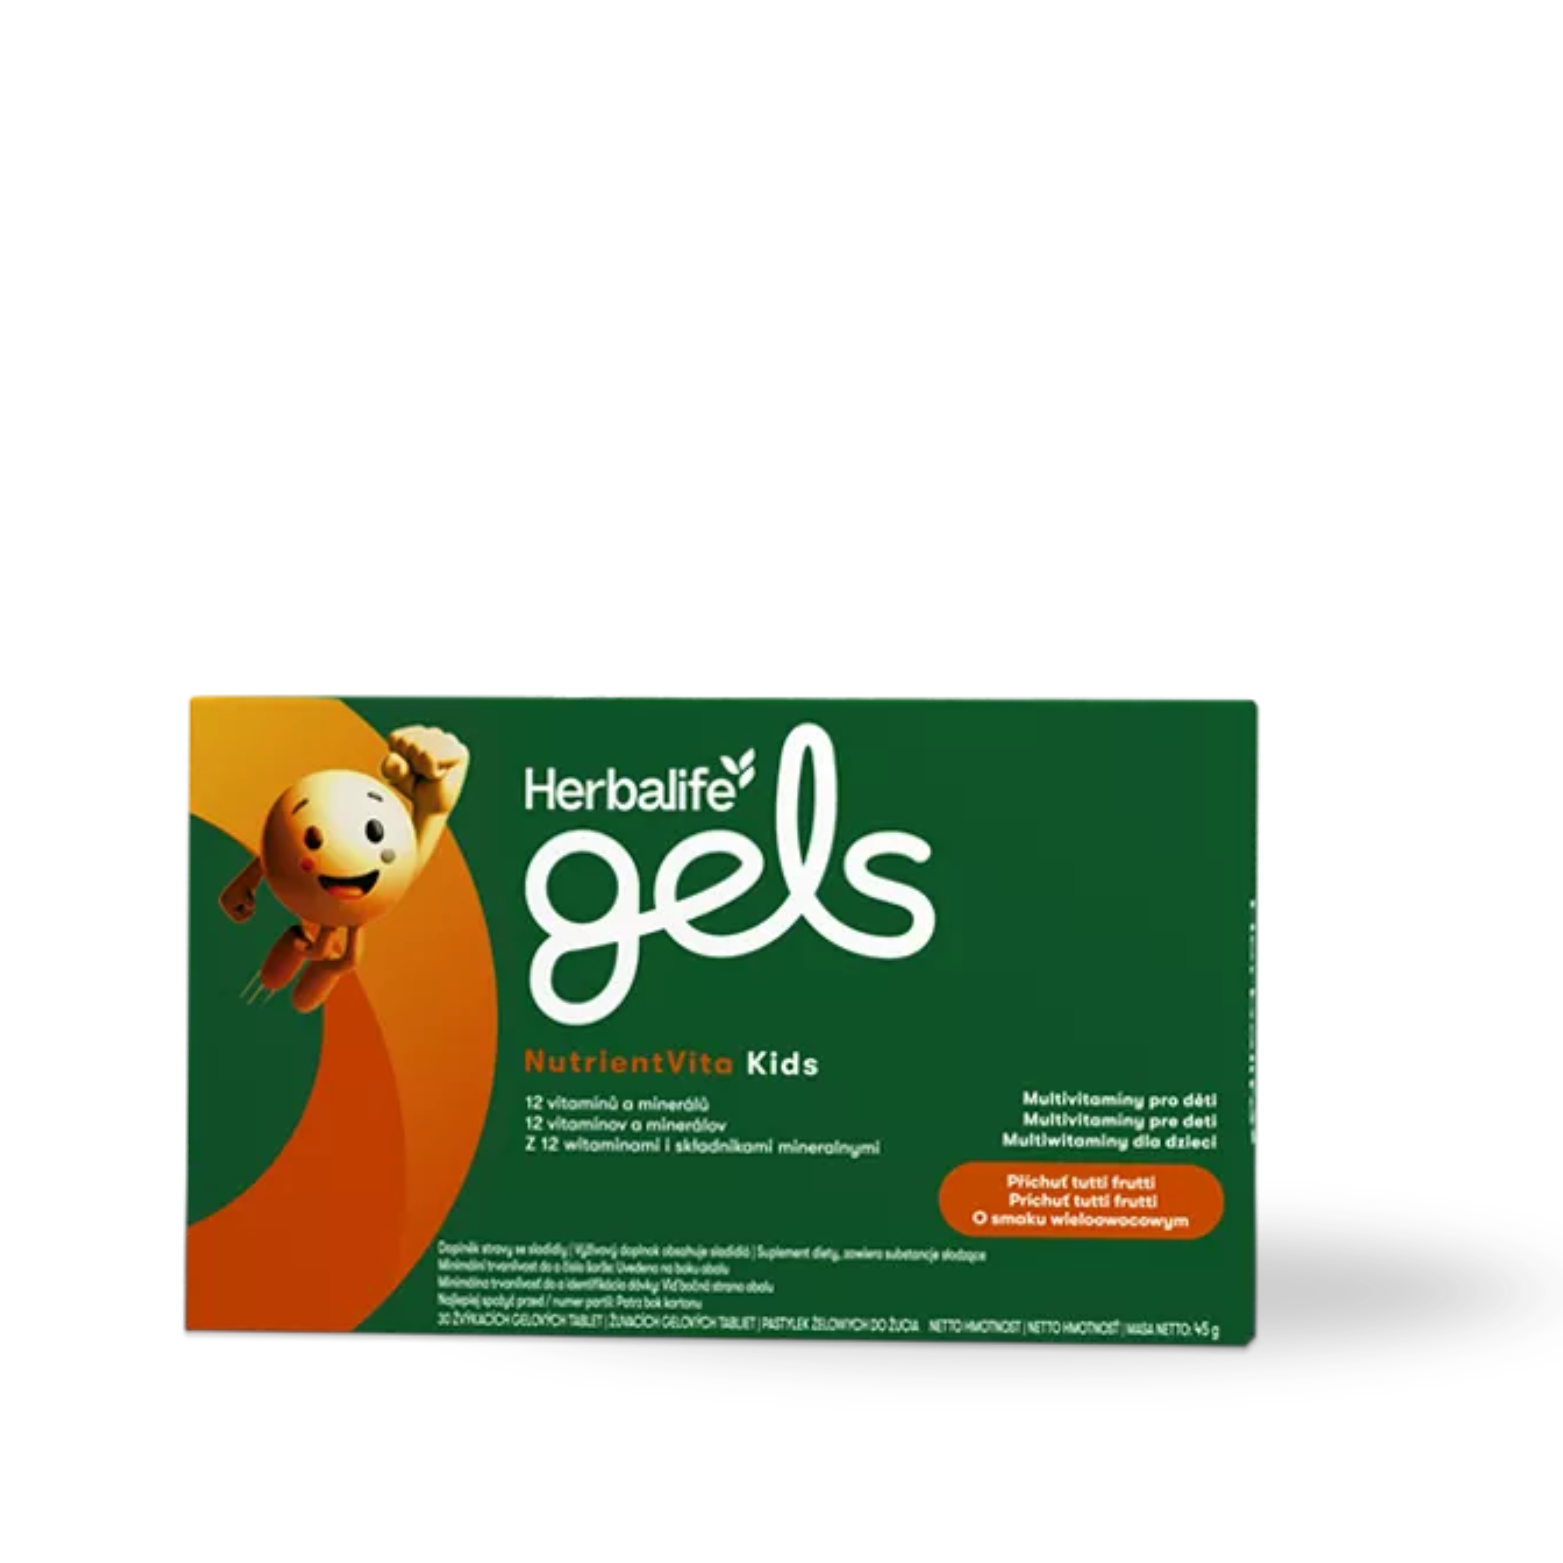 Herbalife
gels
NutrientVita Kids
12 vitamínů a minerálů
12 vitamínov a minerálov
Z 12 witaminami i składnikami mineralnymi
Multivitamíny pro děti
Multivitamíny pre deti
Multiwitaminy dla dzieci
Příchuť tutti frutti
Príchuť tutti frutti
O smaku wieloowocowym
Doplněk stravy se sladidly | Výživový doplnok obsahuje sladidlá | Suplement diety, zawiera substancje słodzące
Minimální trvanlivost do a číslo šarže: Uvedeno na boku obalu
Minimálna trvanlivosť do a identifikácia dávky: Viď bočná strana obalu
Najlepiej spożyć przed / numer partii: Patrz bok kartonu
30 ŽVÝKACÍCH GELOVÝCH TABLET | ŽUVACÍCH GÉLOVÝCH TABLIET | PASTYLEK ŻELOWYCH DO ŻUCIA NETTO HMOTNOST | NETTO HMOTNOSŤ | MASA NETTO: 45 g